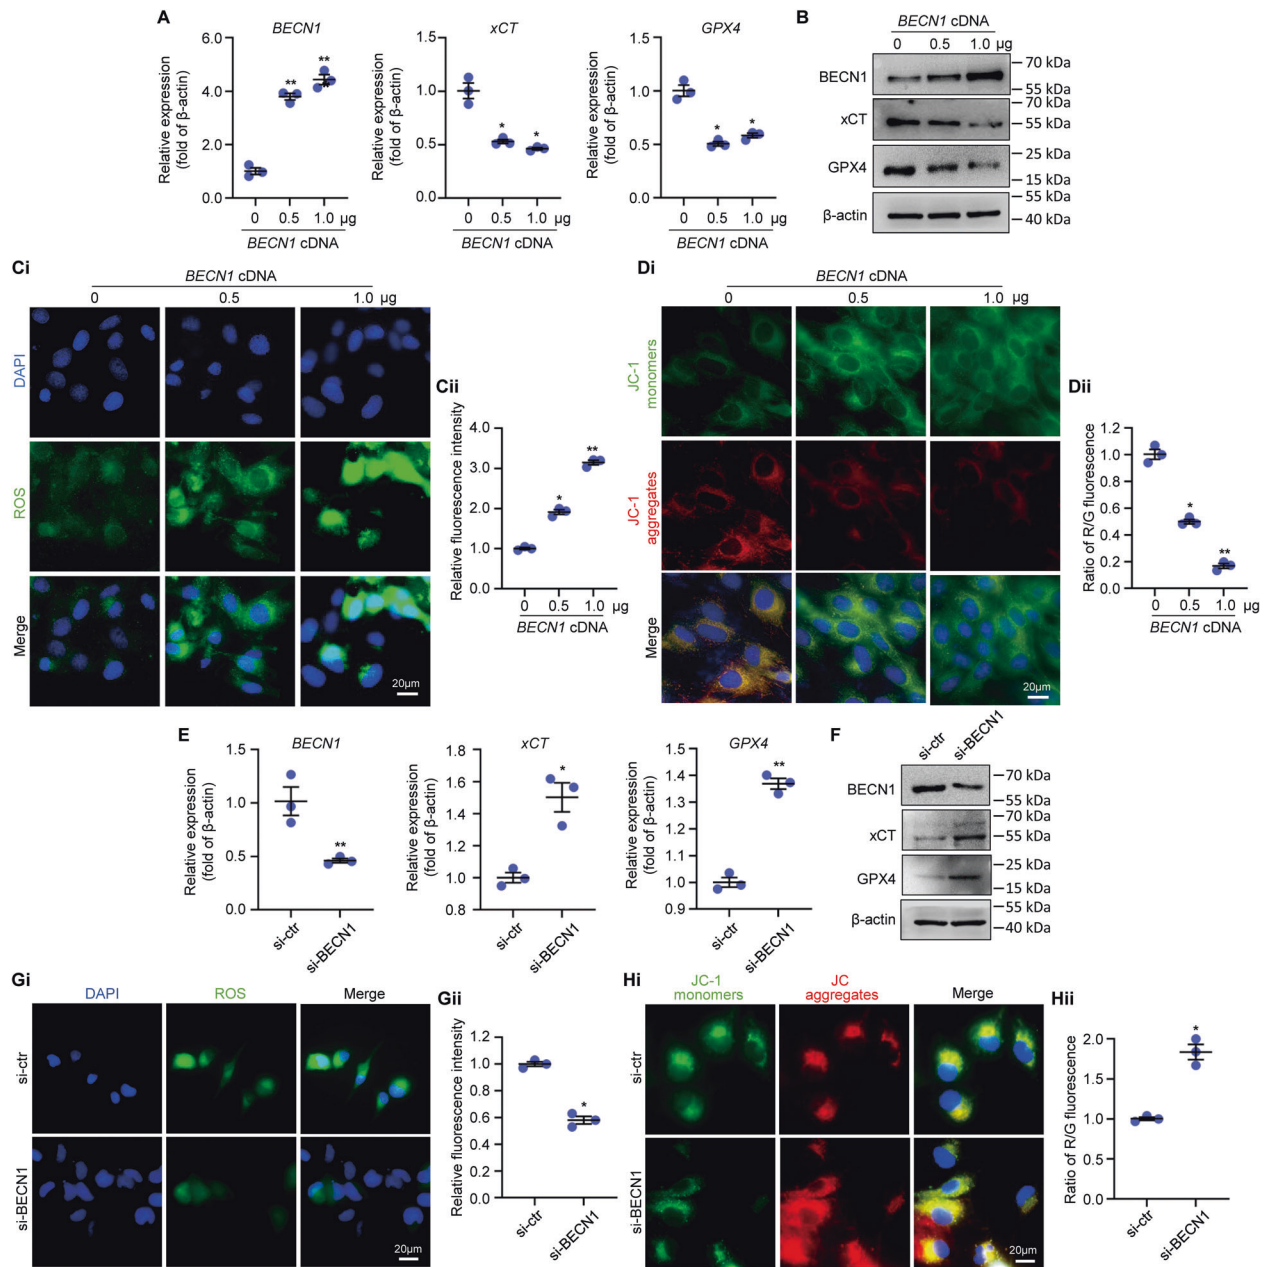 A
BECN1
Relative expression
(fold of β-actin)
6.0
4.0
2.0
0.0
**
**
0
0.5
1.0
μg
BECN1 cDNA
xCT
Relative expression
(fold of β-actin)
1.5
1.0
0.5
0.0
*
*
0
0.5
1.0
μg
BECN1 cDNA
GPX4
Relative expression
(fold of β-actin)
1.5
1.0
0.5
0.0
*
*
0
0.5
1.0
μg
BECN1 cDNA
B
BECN1 cDNA
0 0.5 1.0 μg
BECN1
70 kDa
55 kDa
xCT
70 kDa
55 kDa
GPX4
25 kDa
15 kDa
β-actin
55 kDa
40 kDa
Ci
BECN1 cDNA
0 0.5 1.0 μg
DAPI
ROS
Merge
20μm
Cii
Relative fluorescence intensity
4.0
3.0
2.0
1.0
0.0
*
**
0 0.5 1.0 μg
BECN1 cDNA
Di
BECN1 cDNA
0 0.5 1.0 μg
JC-1
monomers
JC-1
aggregates
Merge
20μm
Dii
Ratio of R/G fluorescence
1.2
1.0
0.8
0.6
0.4
0.2
0.0
*
**
0 0.5 1.0 μg
BECN1 cDNA
E
BECN1
Relative expression
(fold of β-actin)
1.5
1.0
0.5
0.0
**
si-ctr
si-BECN1
xCT
Relative expression
(fold of β-actin)
1.8
1.6
1.4
1.2
1.0
0.8
*
si-ctr
si-BECN1
GPX4
Relative expression
(fold of β-actin)
1.5
1.4
1.3
1.2
1.1
1.0
0.9
**
si-ctr
si-BECN1
F
si-ctr
si-BECN1
BECN1
70 kDa
55 kDa
xCT
70 kDa
55 kDa
GPX4
25 kDa
15 kDa
β-actin
55 kDa
40 kDa
Gi
DAPI ROS Merge
si-ctr
si-BECN1
20μm
Gii
Relative fluorescence intensity
1.2
1.0
0.8
0.6
0.4
0.2
0.0
*
si-ctr
si-BECN1
Hi
JC-1
monomers
JC
aggregates
Merge
si-ctr
si-BECN1
20μm
Hii
Ratio of R/G fluorescence
2.0
1.5
1.0
0.5
0.0
*
si-ctr
si-BECN1